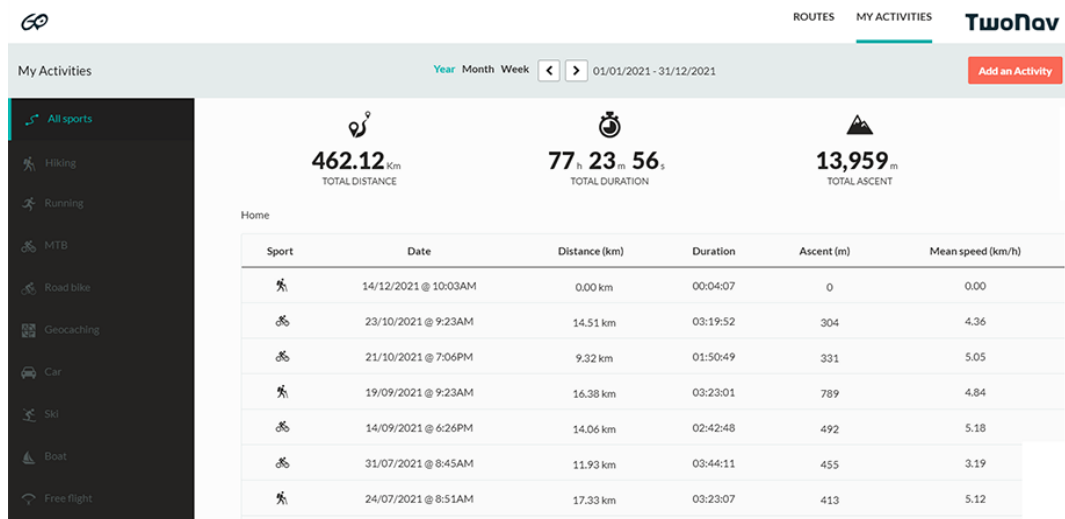 GO
ROUTES MY ACTIVITIES TwoNav
My Activities Year Month Week < > 01/01/2021 - 31/12/2021 Add an Activity
All sports
Hiking
Running
MTB
Road bike
Geocaching
Car
Ski
Boat
Free flight
462.12 Km
TOTAL DISTANCE
77 h 23 m 56 s
TOTAL DURATION
13,959 m
TOTAL ASCENT
Home
Sport Date Distance (km) Duration Ascent (m) Mean speed (km/h)
14/12/2021 @ 10:03AM 0.00 km 00:04:07 0 0.00
23/10/2021 @ 9:23AM 14.51 km 03:19:52 304 4.36
21/10/2021 @ 7:06PM 9.32 km 01:50:49 331 5.05
19/09/2021 @ 9:23AM 16.38 km 03:23:01 789 4.84
14/09/2021 @ 6:26PM 14.06 km 02:42:48 492 5.18
31/07/2021 @ 8:45AM 11.93 km 03:44:11 455 3.19
24/07/2021 @ 8:51AM 17.33 km 03:23:07 413 5.12